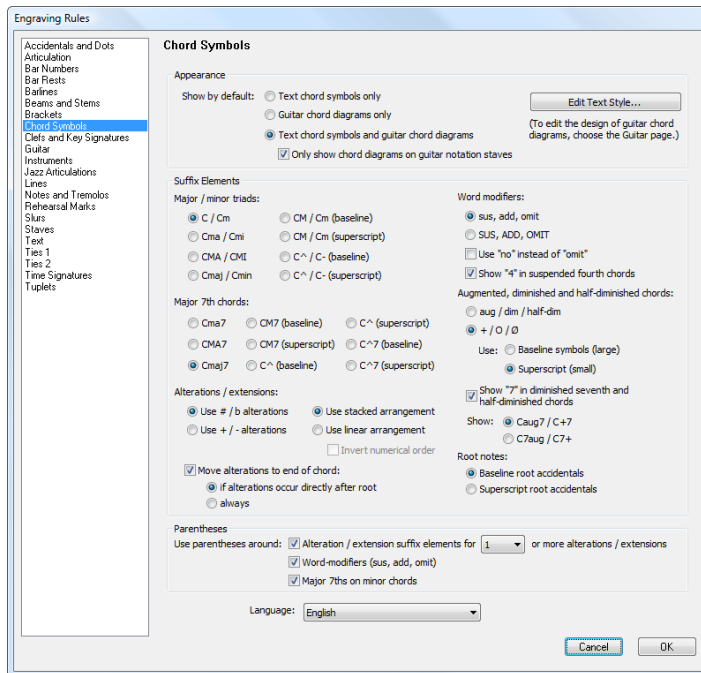 Engraving Rules
Accidentals and Dots
Articulation
Bar Numbers
Bar Rests
Barlines
Beams and Stems
Brackets
Chord Symbols
Clefs and Key Signatures
Guitar
Instruments
Jazz Articulations
Lines
Notes and Tremolos
Rehearsal Marks
Slurs
Staves
Text
Ties 1
Ties 2
Time Signatures
Tuplets
Chord Symbols
Appearance
Show by default:
Text chord symbols only
Guitar chord diagrams only
Text chord symbols and guitar chord diagrams
Only show chord diagrams on guitar notation staves
Edit Text Style...
(To edit the design of guitar chord
diagrams, choose the Guitar page.)
Suffix Elements
Major / minor triads:
C / Cm
CM / Cm (baseline)
Cma / Cmi
CM / Cm (superscript)
CMA / CMI
C^ / C- (baseline)
Cmaj / Cmin
C^ / C- (superscript)
Major 7th chords:
Cma7
CM7 (baseline)
C^ (superscript)
CMA7
CM7 (superscript)
C^7 (baseline)
Cmaj7
C^ (baseline)
C^7 (superscript)
Alterations / extensions:
Use # / b alterations
Use stacked arrangement
Use + / - alterations
Use linear arrangement
Invert numerical order
Move alterations to end of chord:
if alterations occur directly after root
always
Word modifiers:
sus, add, omit
SUS, ADD, OMIT
Use "no" instead of "omit"
Show "4" in suspended fourth chords
Augmented, diminished and half-diminished chords:
aug / dim / half-dim
+ / O / Ø
Use:
Baseline symbols (large)
Superscript (small)
Show "7" in diminished seventh and
half-diminished chords
Show:
Caug7 / C+7
C7aug / C7+
Root notes:
Baseline root accidentals
Superscript root accidentals
Parentheses
Use parentheses around:
Alteration / extension suffix elements for 1 or more alterations / extensions
Word-modifiers (sus, add, omit)
Major 7ths on minor chords
Language: English
Cancel
OK